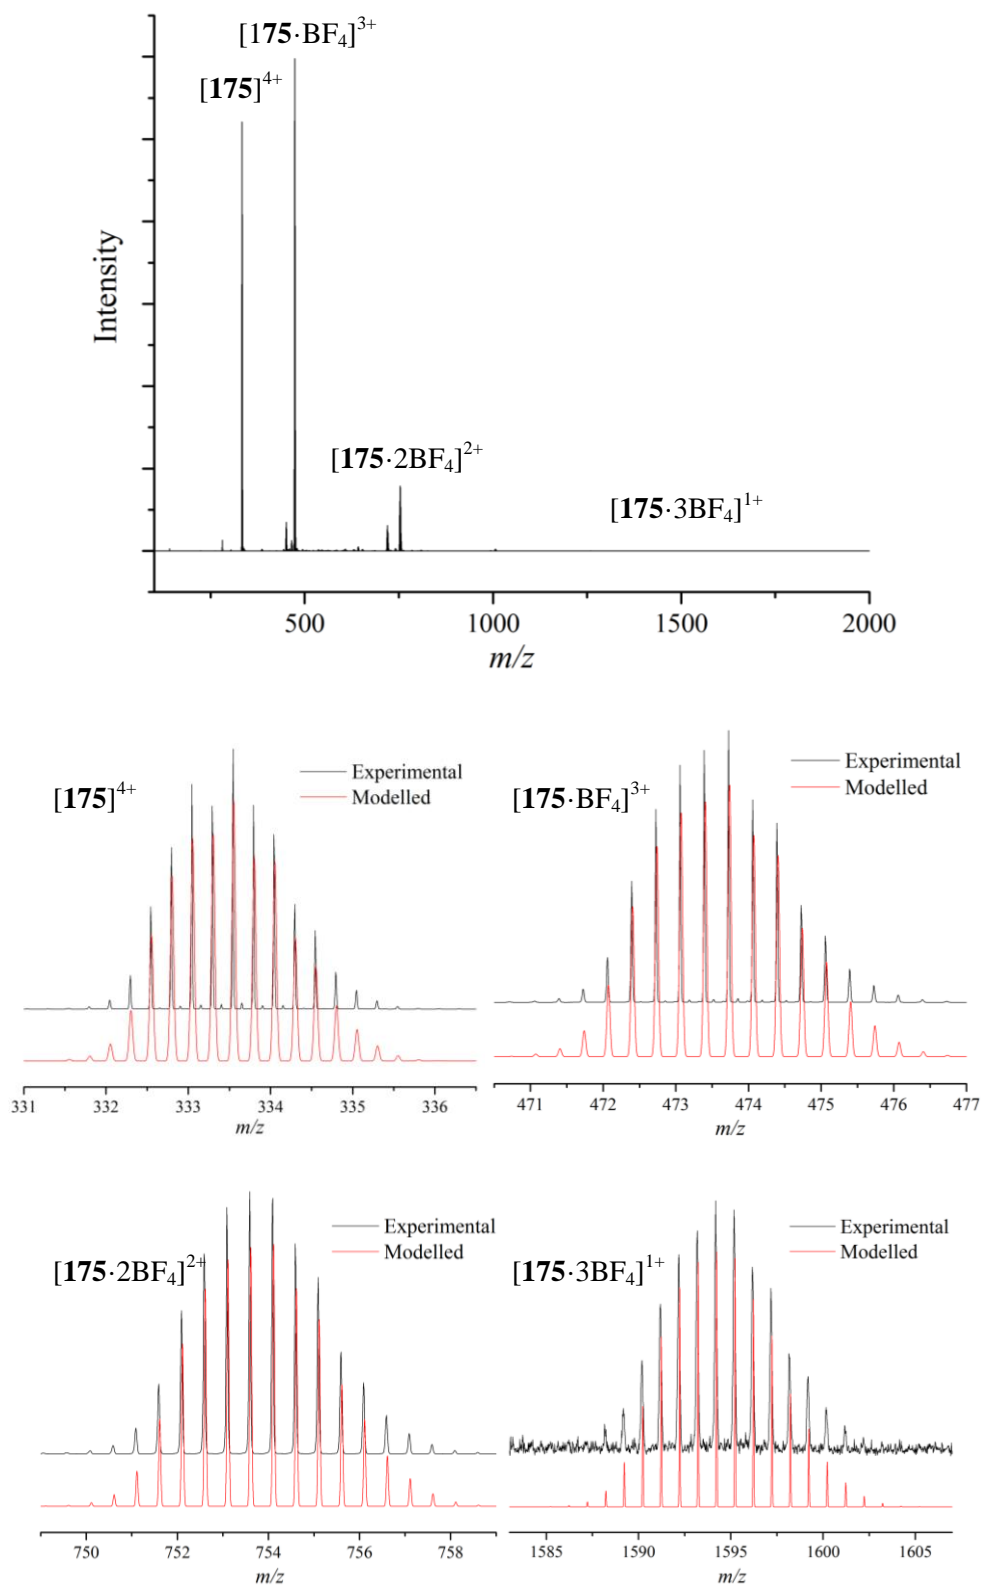 [175·BF₄]³⁺
[175]⁴⁺
Intensity
[175·2BF₄]²⁺
[175·3BF₄]¹⁺
500 1000 1500 2000
m/z
[175]⁴⁺
Experimental
Modelled
331 332 333 334 335 336
m/z
[175·BF₄]³⁺
Experimental
Modelled
471 472 473 474 475 476 477
m/z
[175·2BF₄]²⁺
Experimental
Modelled
750 752 754 756 758
m/z
[175·3BF₄]¹⁺
Experimental
Modelled
1585 1590 1595 1600 1605
m/z